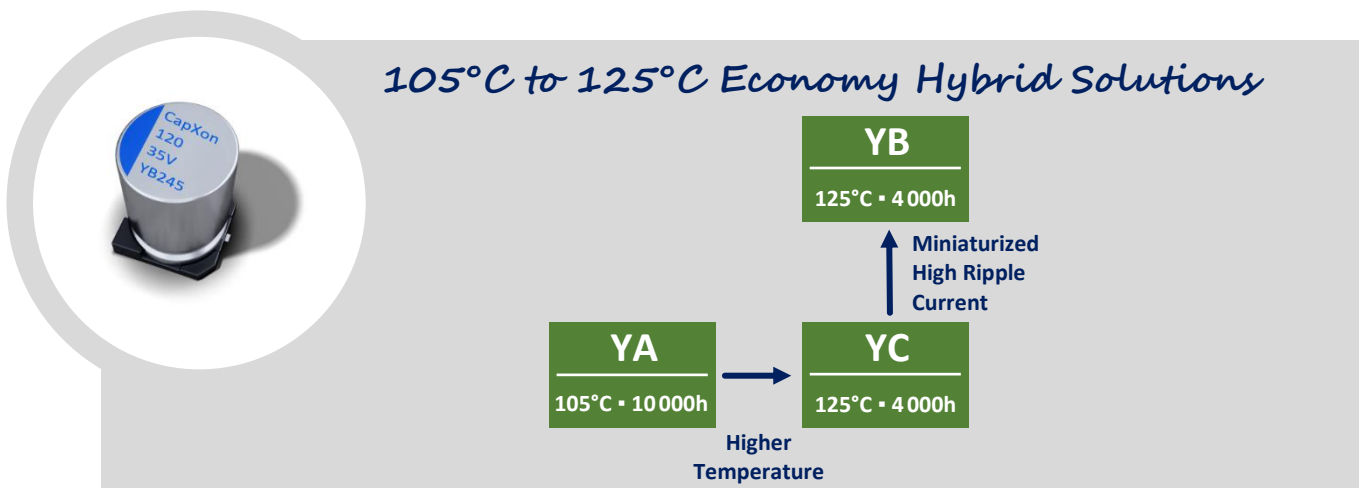 105°C to 125°C Economy Hybrid Solutions
CapXon
120
35V
YB245
YB
125°C ▪ 4 000h
Miniaturized
High Ripple
Current
YA
105°C ▪ 10 000h
YC
125°C ▪ 4 000h
Higher
Temperature